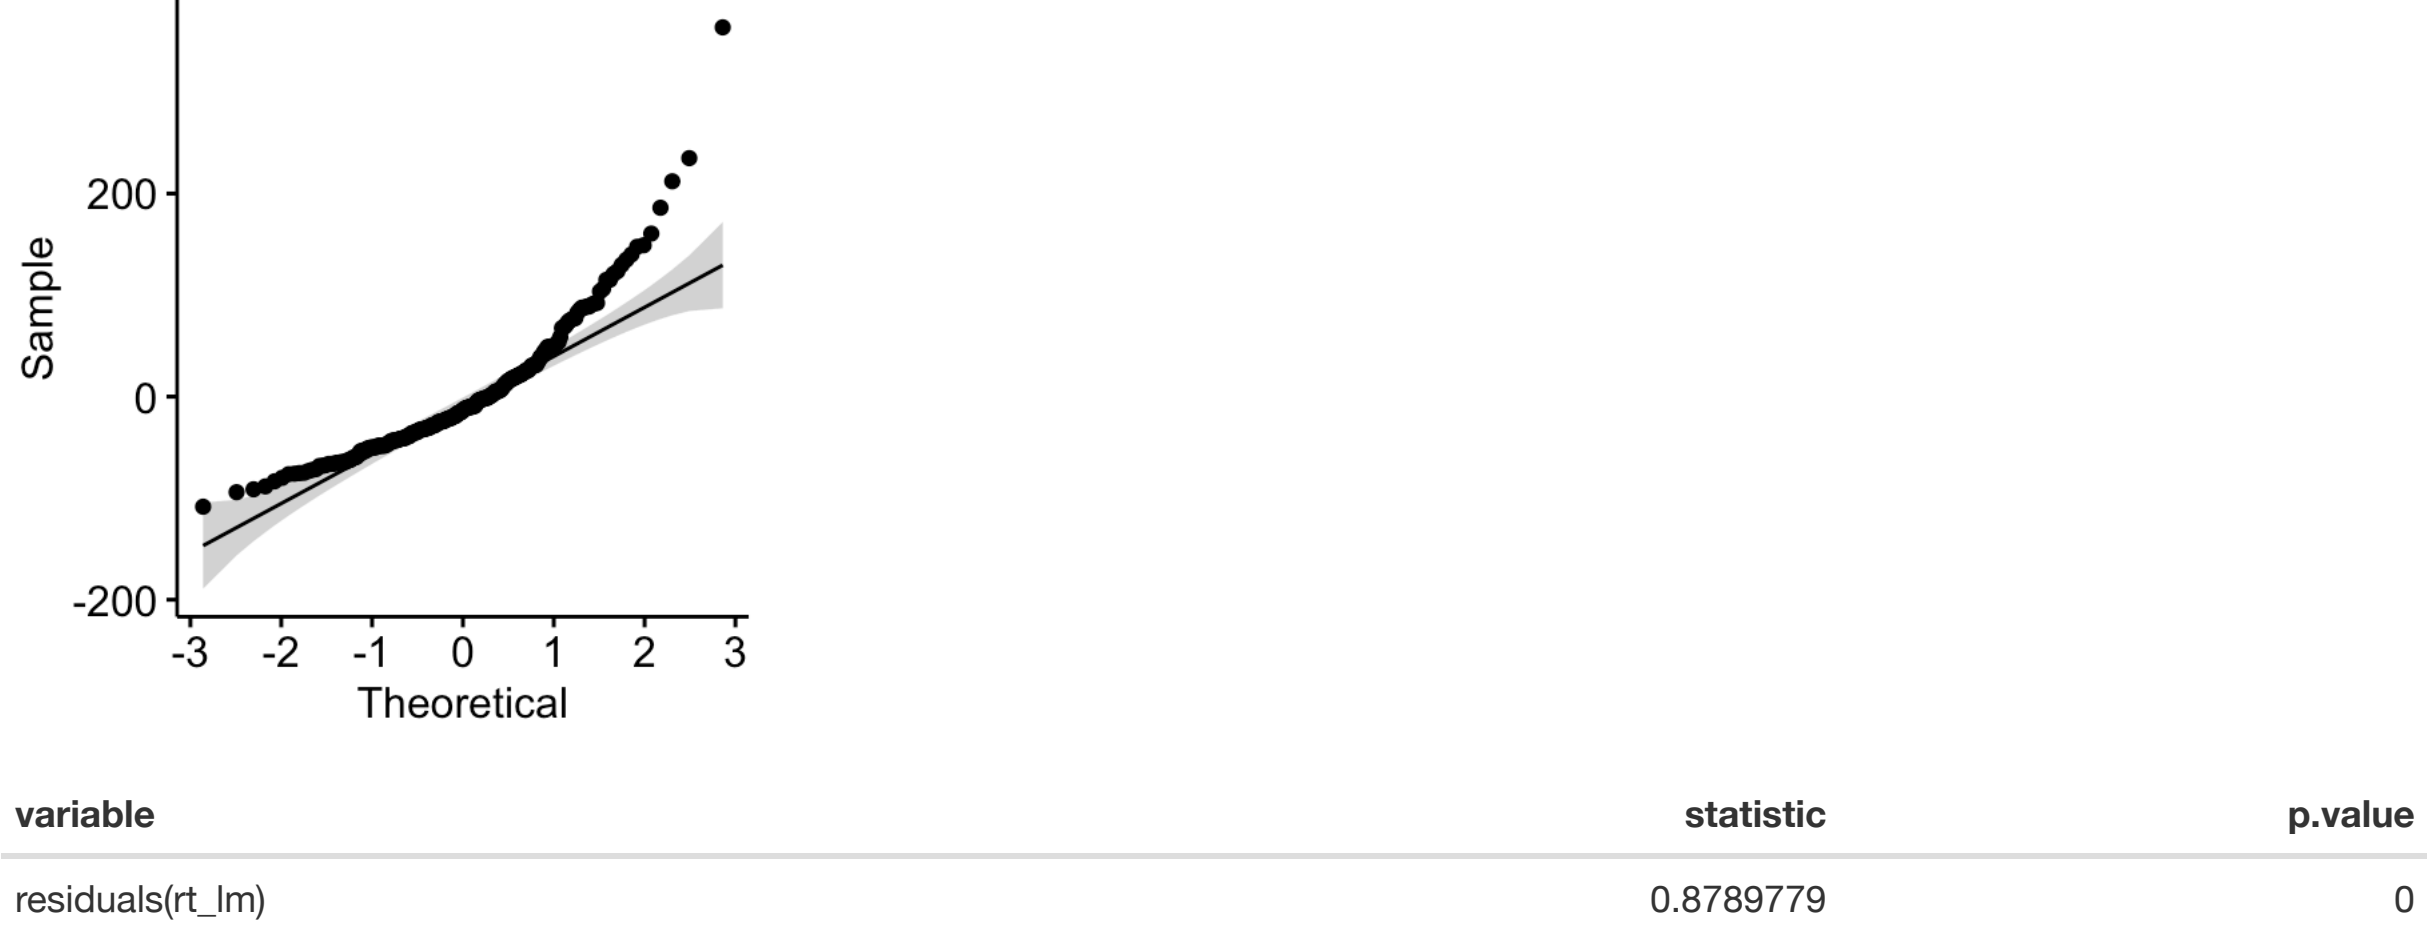 200
0
-200
Sample
-3 -2 -1 0 1 2 3
Theoretical
variable statistic p.value
residuals(rt_lm) 0.8789779 0